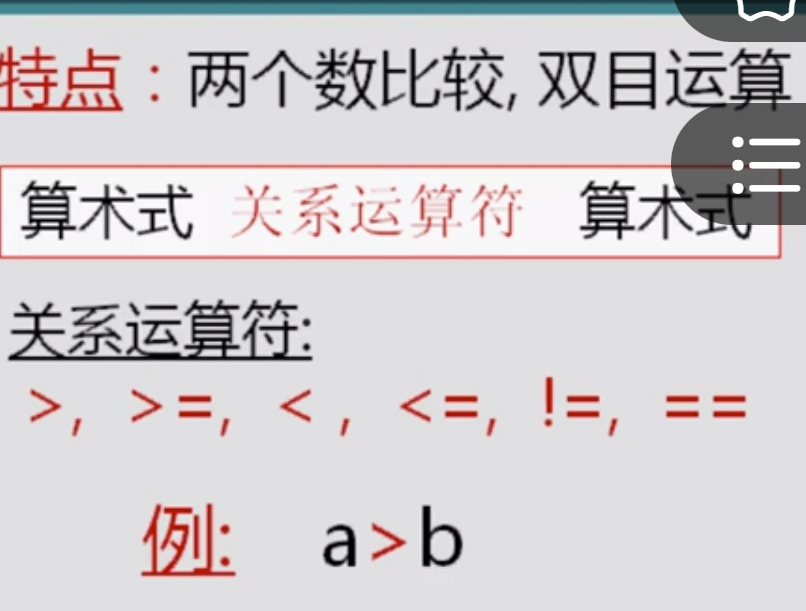 特点：两个数比较, 双目运算
算术式 关系运算符 算术式
关系运算符:
>, >=, < , <=, !=, ==
例: a>b